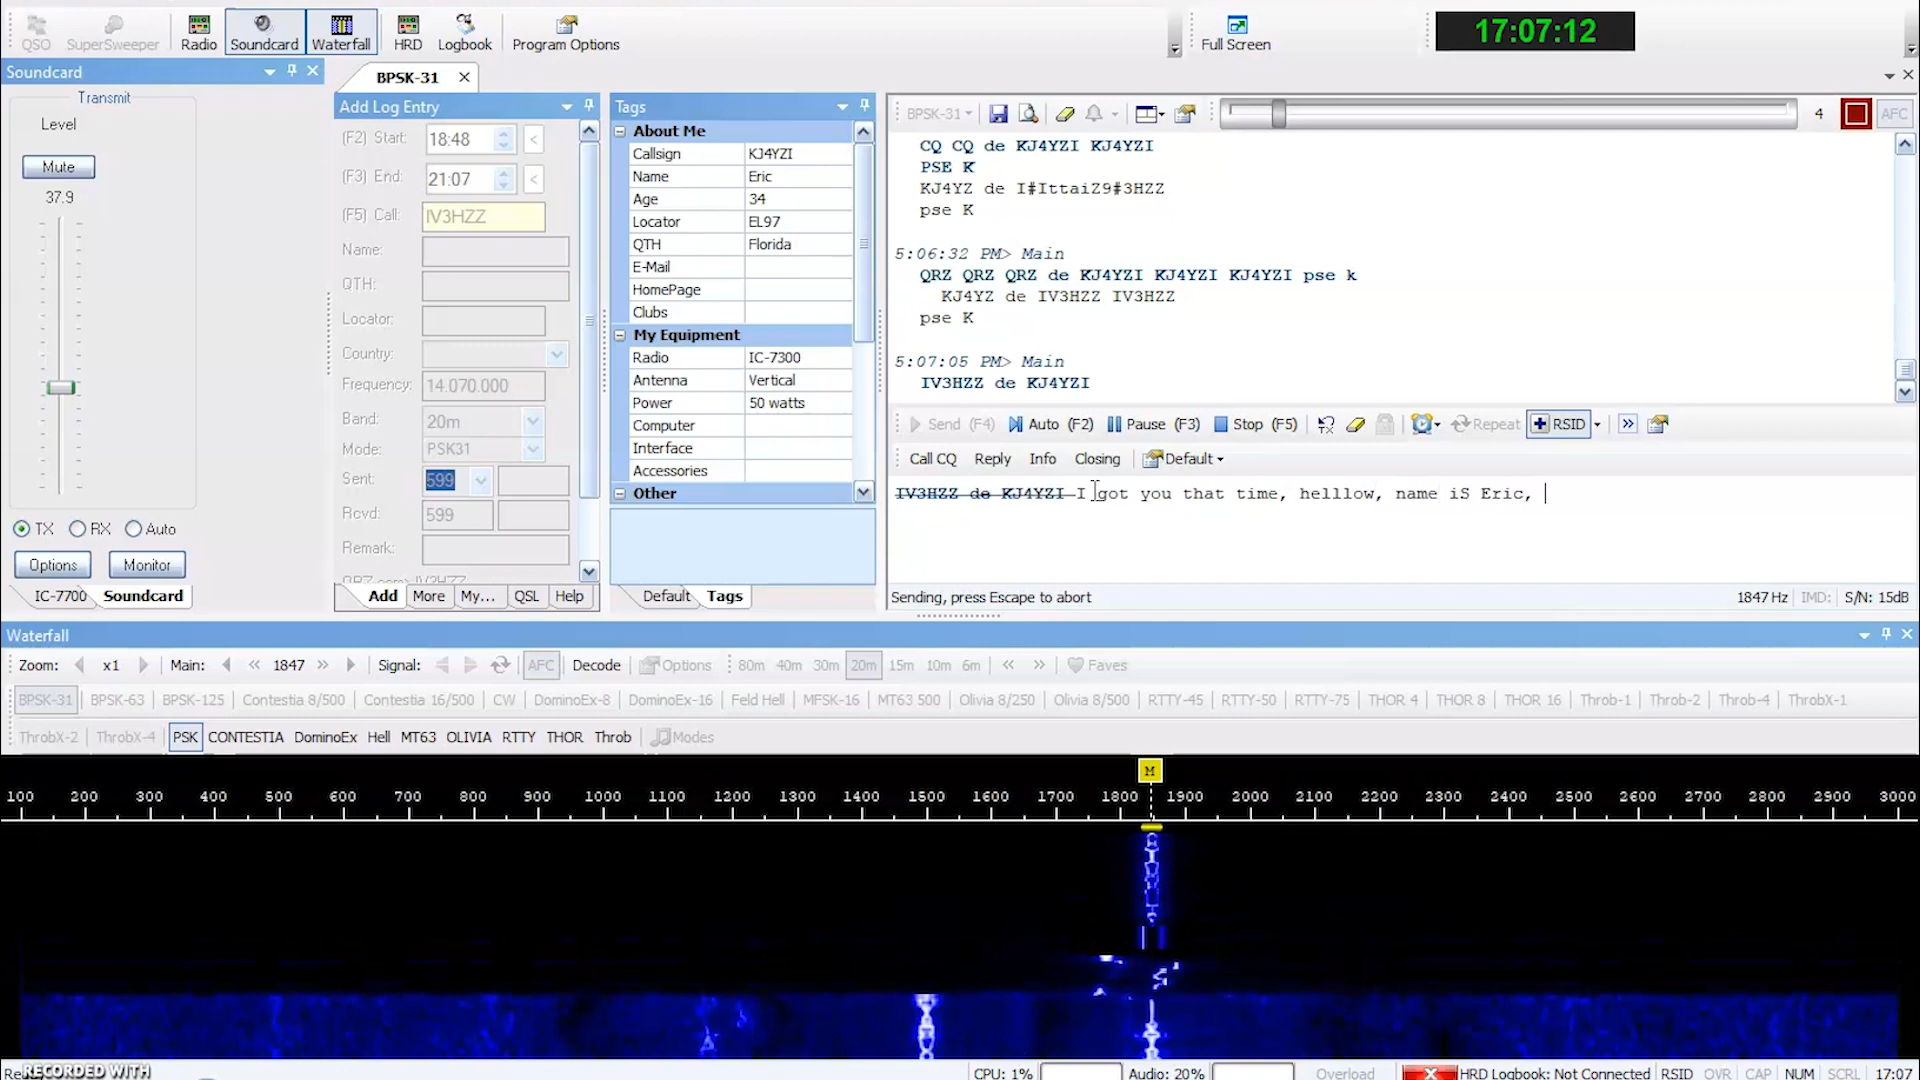 QSO SuperSweeper Radio Soundcard Waterfall HRD Logbook Program Options Full Screen 17:07:12
Soundcard
Transmit
Level
Mute
37.9
TX RX Auto
Options Monitor
IC-7700 Soundcard
BPSK-31
Add Log Entry
(F2) Start: 18:48 <
(F3) End: 21:07 <
(F5) Call: IV3HZZ
Name:
QTH:
Locator:
Country:
Frequency: 14.070.000
Band: 20m
Mode: PSK31
Sent: 599
Rcvd: 599
Remark:
QRZ.com> IV3HZZ
Add More My... QSL Help
Tags
About Me
Callsign KJ4YZI
Name Eric
Age 34
Locator EL97
QTH Florida
E-Mail
HomePage
Clubs
My Equipment
Radio IC-7300
Antenna Vertical
Power 50 watts
Computer
Interface
Accessories
Other
Default Tags
BPSK-31 4 AFC
CQ CQ de KJ4YZI KJ4YZI
PSE K
KJ4YZ de I#IttaiZ9#3HZZ
pse K
5:06:32 PM> Main
QRZ QRZ QRZ de KJ4YZI KJ4YZI KJ4YZI pse k
KJ4YZ de IV3HZZ IV3HZZ
pse K
5:07:05 PM> Main
IV3HZZ de KJ4YZI
Send (F4) Auto (F2) Pause (F3) Stop (F5) Repeat RSID
Call CQ Reply Info Closing Default
IV3HZZ de KJ4YZI I got you that time, helllow, name iS Eric,
Sending, press Escape to abort 1847 Hz IMD: S/N: 15dB
Waterfall
Zoom: x1 Main: 1847 Signal: AFC Decode Options 80m 40m 30m 20m 15m 10m 6m Faves
BPSK-31 BPSK-63 BPSK-125 Contestia 8/500 Contestia 16/500 CW DominoEx-8 DominoEx-16 Feld Hell MFSK-16 MT63 500 Olivia 8/250 Olivia 8/500 RTTY-45 RTTY-50 RTTY-75 THOR 4 THOR 8 THOR 16 Throb-1 Throb-2 Throb-4 ThrobX-1
ThrobX-2 ThrobX-4 PSK CONTESTIA DominoEx Hell MT63 OLIVIA RTTY THOR Throb Modes
M
100 200 300 400 500 600 700 800 900 1000 1100 1200 1300 1400 1500 1600 1700 1800 1900 2000 2100 2200 2300 2400 2500 2600 2700 2800 2900 3000
RECORDED WITH
CPU: 1% Audio: 20% Overload HRD Logbook: Not Connected RSID OVR CAP NUM SCRL 17:07